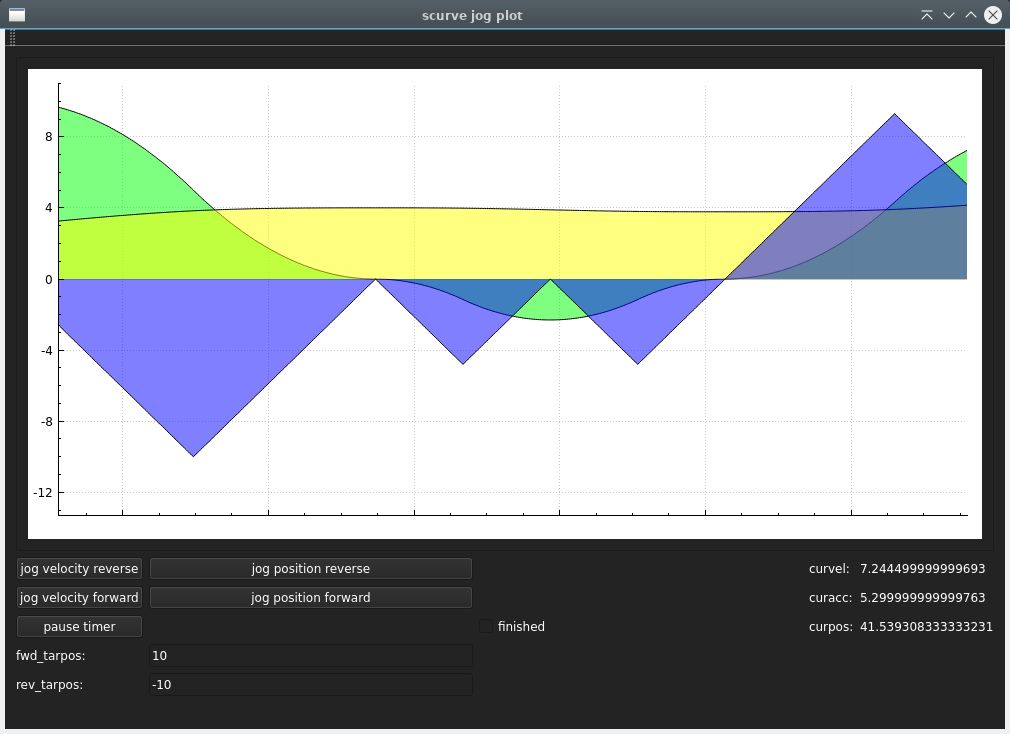 scurve jog plot
8
4
0
-4
-8
-12
jog velocity reverse jog position reverse curvel: 7.244499999999693
jog velocity forward jog position forward curacc: 5.299999999999763
pause timer finished curpos: 41.539308333333231
fwd_tarpos: 10
rev_tarpos: -10